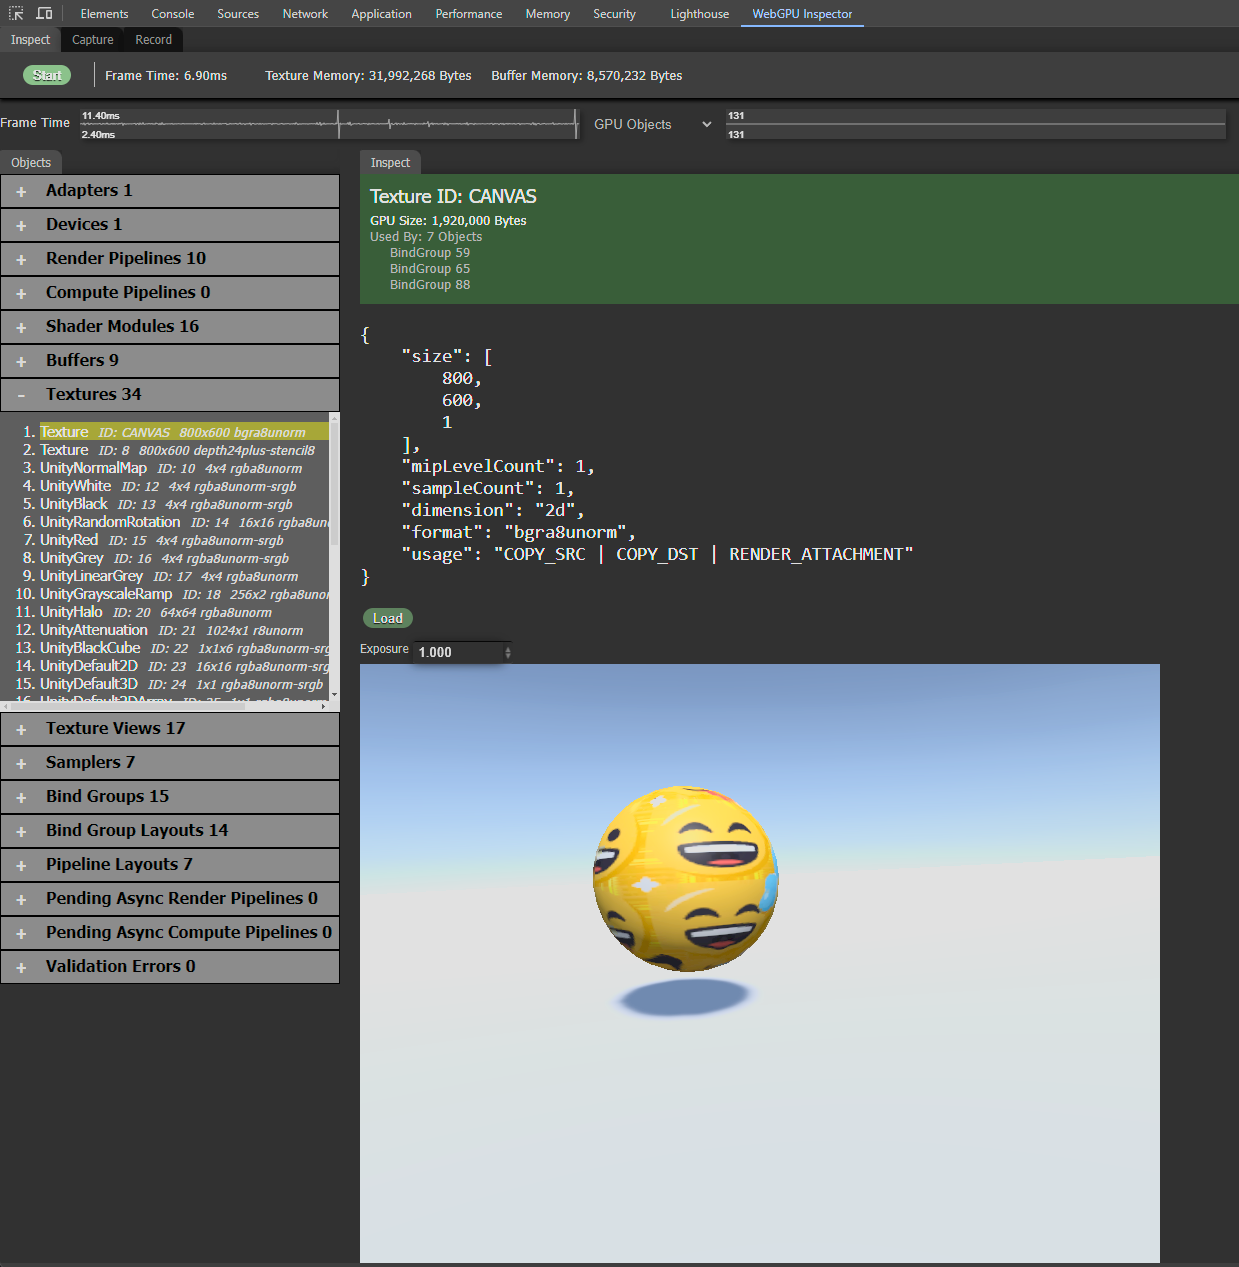 Elements Console Sources Network Application Performance Memory Security Lighthouse WebGPU Inspector
Inspect Capture Record
Start Frame Time: 6.90ms Texture Memory: 31,992,268 Bytes Buffer Memory: 8,570,232 Bytes
Frame Time 11.40ms 2.40ms GPU Objects 131 131
Objects
+ Adapters 1
+ Devices 1
+ Render Pipelines 10
+ Compute Pipelines 0
+ Shader Modules 16
+ Buffers 9
- Textures 34
1. Texture ID: CANVAS 800x600 bgra8unorm
2. Texture ID: 8 800x600 depth24plus-stencil8
3. UnityNormalMap ID: 10 4x4 rgba8unorm
4. UnityWhite ID: 12 4x4 rgba8unorm-srgb
5. UnityBlack ID: 13 4x4 rgba8unorm-srgb
6. UnityRandomRotation ID: 14 16x16 rgba8un
7. UnityRed ID: 15 4x4 rgba8unorm-srgb
8. UnityGrey ID: 16 4x4 rgba8unorm-srgb
9. UnityLinearGrey ID: 17 4x4 rgba8unorm
10. UnityGrayscaleRamp ID: 18 256x2 rgba8unor
11. UnityHalo ID: 20 64x64 rgba8unorm
12. UnityAttenuation ID: 21 1024x1 r8unorm
13. UnityBlackCube ID: 22 1x1x6 rgba8unorm-srg
14. UnityDefault2D ID: 23 16x16 rgba8unorm-srg
15. UnityDefault3D ID: 24 1x1 rgba8unorm-srgb
16. UnityDefault2DArray ID: 25 1x1 rgba8unorm-srg
+ Texture Views 17
+ Samplers 7
+ Bind Groups 15
+ Bind Group Layouts 14
+ Pipeline Layouts 7
+ Pending Async Render Pipelines 0
+ Pending Async Compute Pipelines 0
+ Validation Errors 0
Inspect
Texture ID: CANVAS
GPU Size: 1,920,000 Bytes
Used By: 7 Objects
BindGroup 59
BindGroup 65
BindGroup 88
{
"size": [
800,
600,
1
],
"mipLevelCount": 1,
"sampleCount": 1,
"dimension": "2d",
"format": "bgra8unorm",
"usage": "COPY_SRC | COPY_DST | RENDER_ATTACHMENT"
}
Load
Exposure 1.000